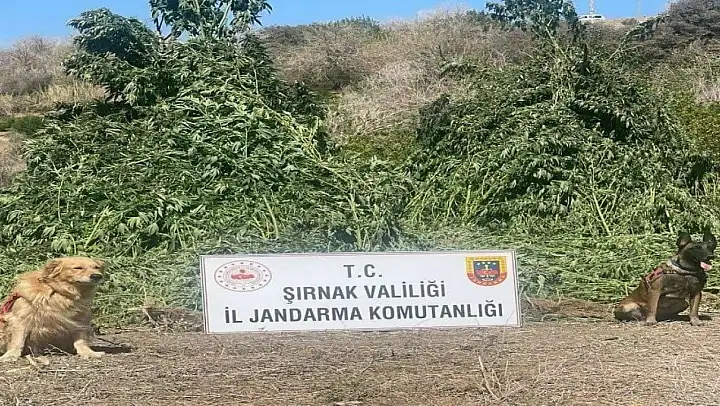 T.C.
ŞIRNAK VALİLİĞİ
İL JANDARMA KOMUTANLIĞI